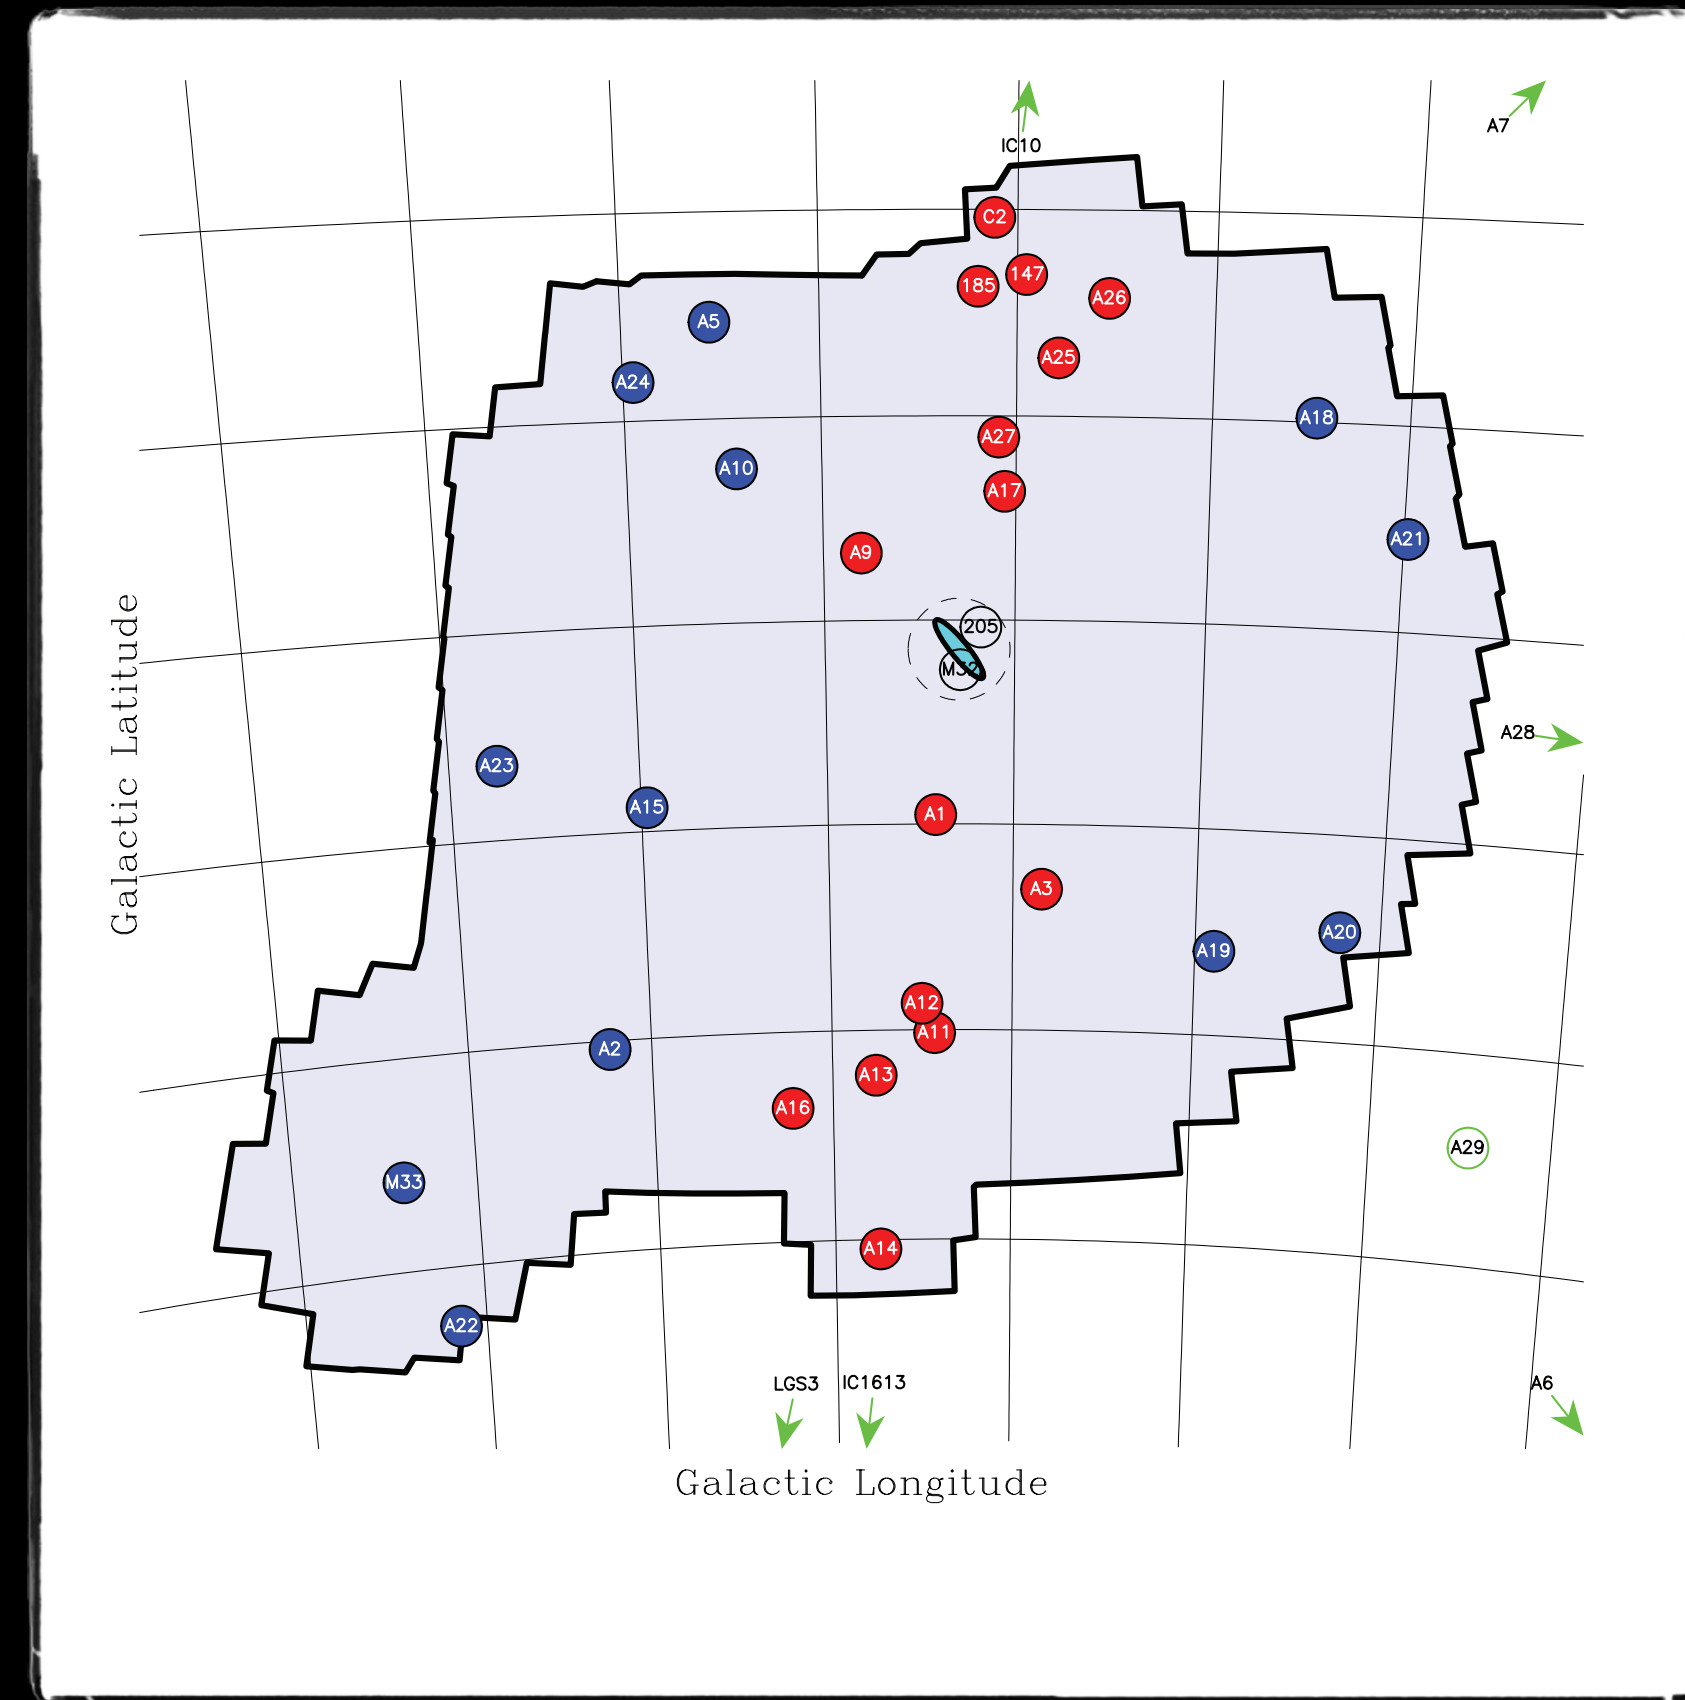 A7
IC10
C2
147
185
A26
A5
A25
A24
A18
A27
A10
A17
A21
A9
205
M32
A28
Galactic Latitude
A23
A15
A1
A3
A20
A19
A12
A11
A2
A13
A16
A29
M33
A14
A22
LGS3
IC1613
A6
Galactic Longitude